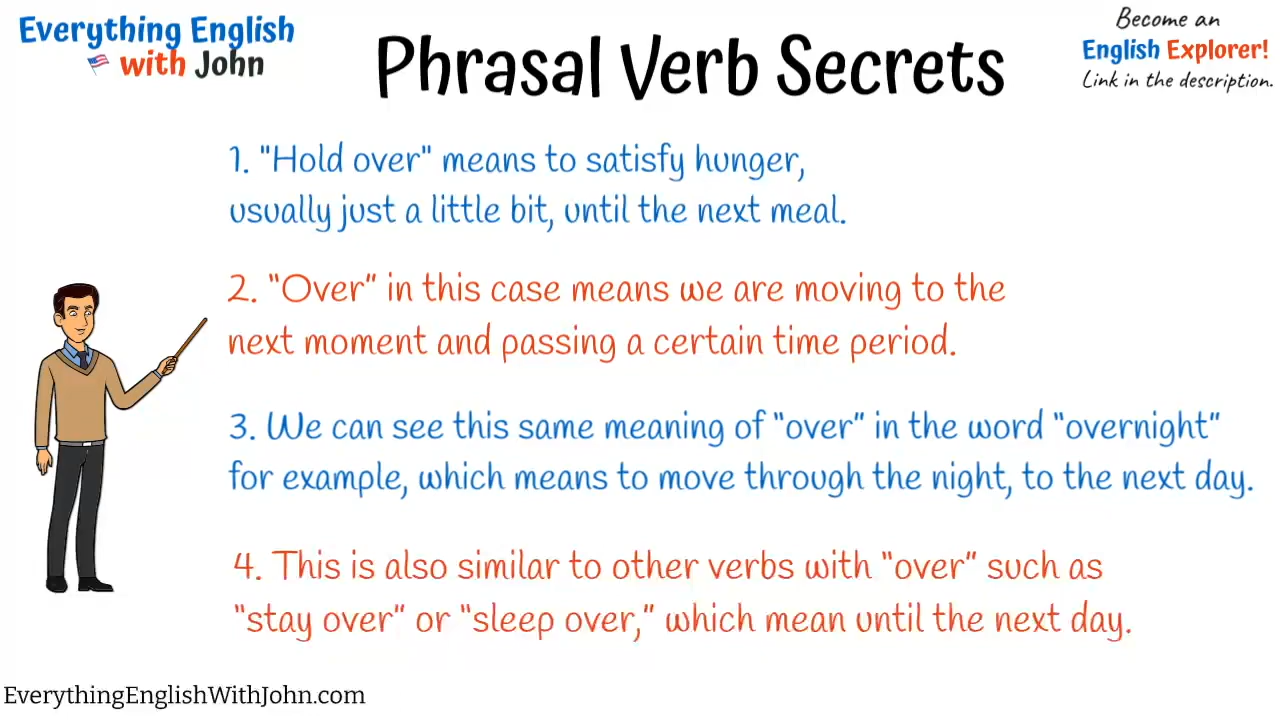 Everything English
with John
Phrasal Verb Secrets
Become an
English Explorer!
Link in the description.
1. "Hold over" means to satisfy hunger,
usually just a little bit, until the next meal.
2. "Over" in this case means we are moving to the
next moment and passing a certain time period.
3. We can see this same meaning of "over" in the word "overnight"
for example, which means to move through the night, to the next day.
4. This is also similar to other verbs with "over" such as
"stay over" or "sleep over," which mean until the next day.
EverythingEnglishWithJohn.com